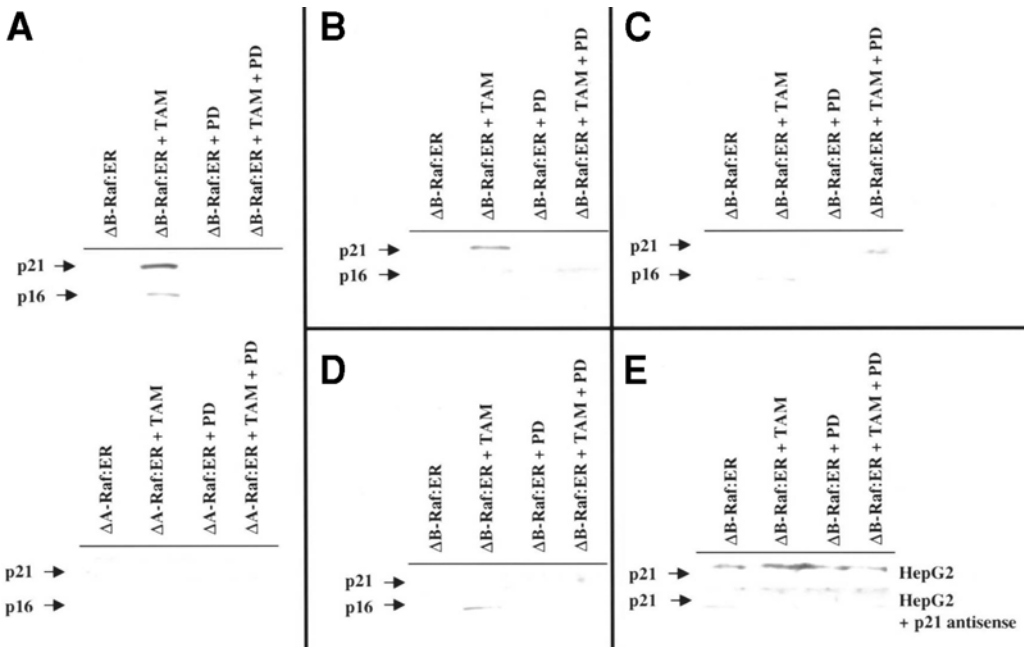 A
ΔB-Raf:ER
ΔB-Raf:ER + TAM
ΔB-Raf:ER + PD
ΔB-Raf:ER + TAM + PD
p21
p16
ΔA-Raf:ER
ΔA-Raf:ER + TAM
ΔA-Raf:ER + PD
ΔA-Raf:ER + TAM + PD
p21
p16
B
ΔB-Raf:ER
ΔB-Raf:ER + TAM
ΔB-Raf:ER + PD
ΔB-Raf:ER + TAM + PD
p21
p16
C
ΔB-Raf:ER
ΔB-Raf:ER + TAM
ΔB-Raf:ER + PD
ΔB-Raf:ER + TAM + PD
p21
p16
D
ΔB-Raf:ER
ΔB-Raf:ER + TAM
ΔB-Raf:ER + PD
ΔB-Raf:ER + TAM + PD
p21
p16
E
ΔB-Raf:ER
ΔB-Raf:ER + TAM
ΔB-Raf:ER + PD
ΔB-Raf:ER + TAM + PD
p21
HepG2
p21
HepG2
+ p21 antisense